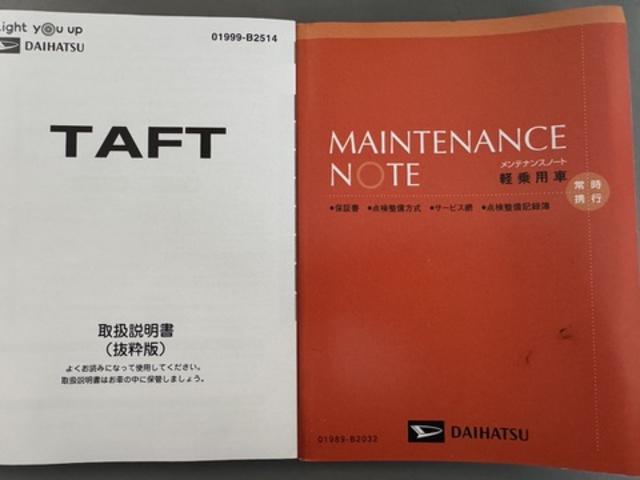 Light you up
DAIHATSU
01999-B2514
TAFT
取扱説明書
（抜粋版）
よくお読みになって使用してください。
取扱説明書はお車の中に保管しましょう。
MAINTENANCE
NOTE
メンテナンスノート
軽乗用車
常時
携行
●保証書 ●点検整備方式 ●サービス網 ●点検整備記録簿
01989-B2032
DAIHATSU